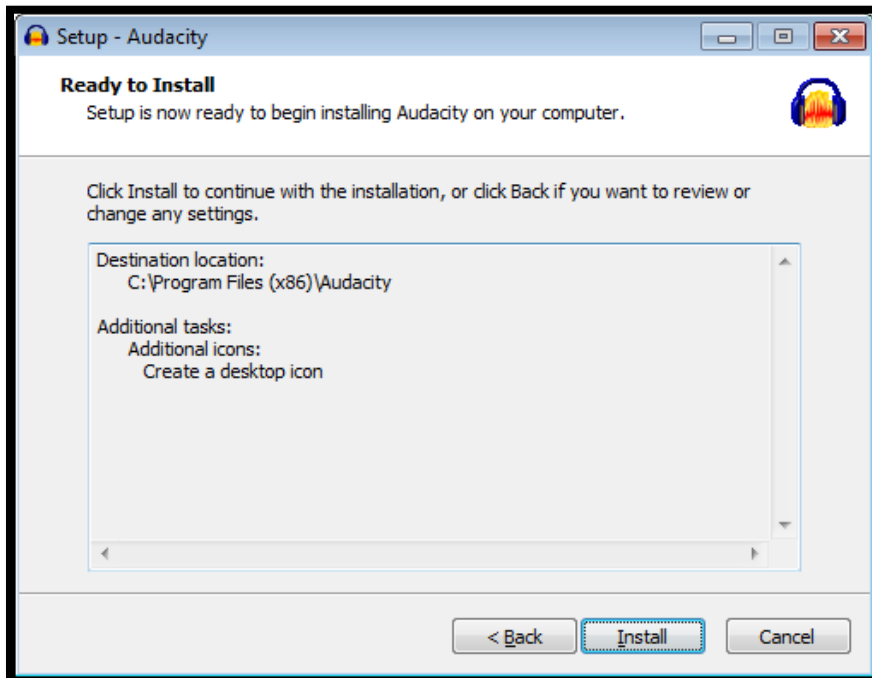 Setup - Audacity
Ready to Install
Setup is now ready to begin installing Audacity on your computer.
Click Install to continue with the installation, or click Back if you want to review or
change any settings.
Destination location:
C:\Program Files (x86)\Audacity
Additional tasks:
Additional icons:
Create a desktop icon
< Back Install Cancel